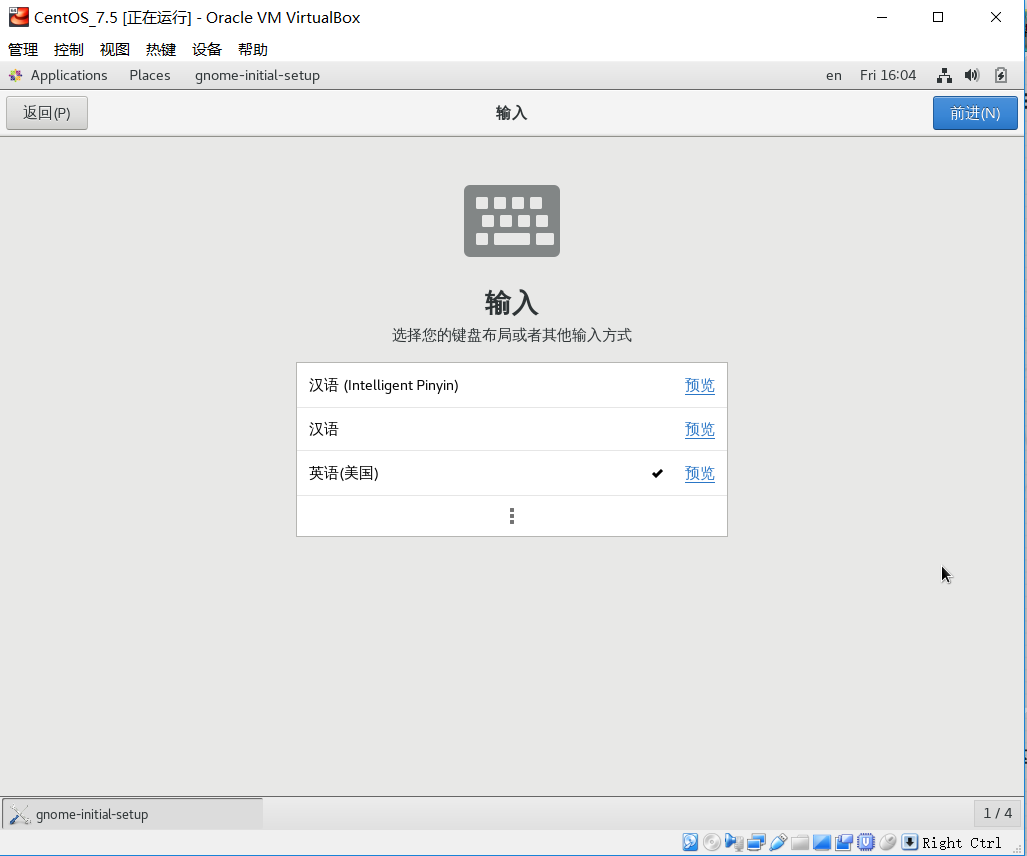 CentOS_7.5 [正在运行] - Oracle VM VirtualBox
管理 控制 视图 热键 设备 帮助
Applications Places gnome-initial-setup en Fri 16:04
返回(P) 输入 前进(N)
输入
选择您的键盘布局或者其他输入方式
汉语 (Intelligent Pinyin) 预览
汉语 预览
英语(美国) 预览
gnome-initial-setup 1 / 4
Right Ctrl